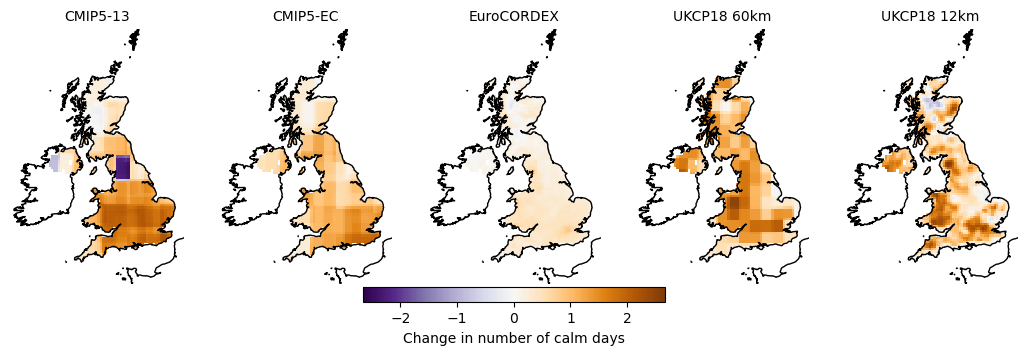 CMIP5-13 CMIP5-EC EuroCORDEX UKCP18 60km UKCP18 12km
−2 −1 0 1 2
Change in number of calm days